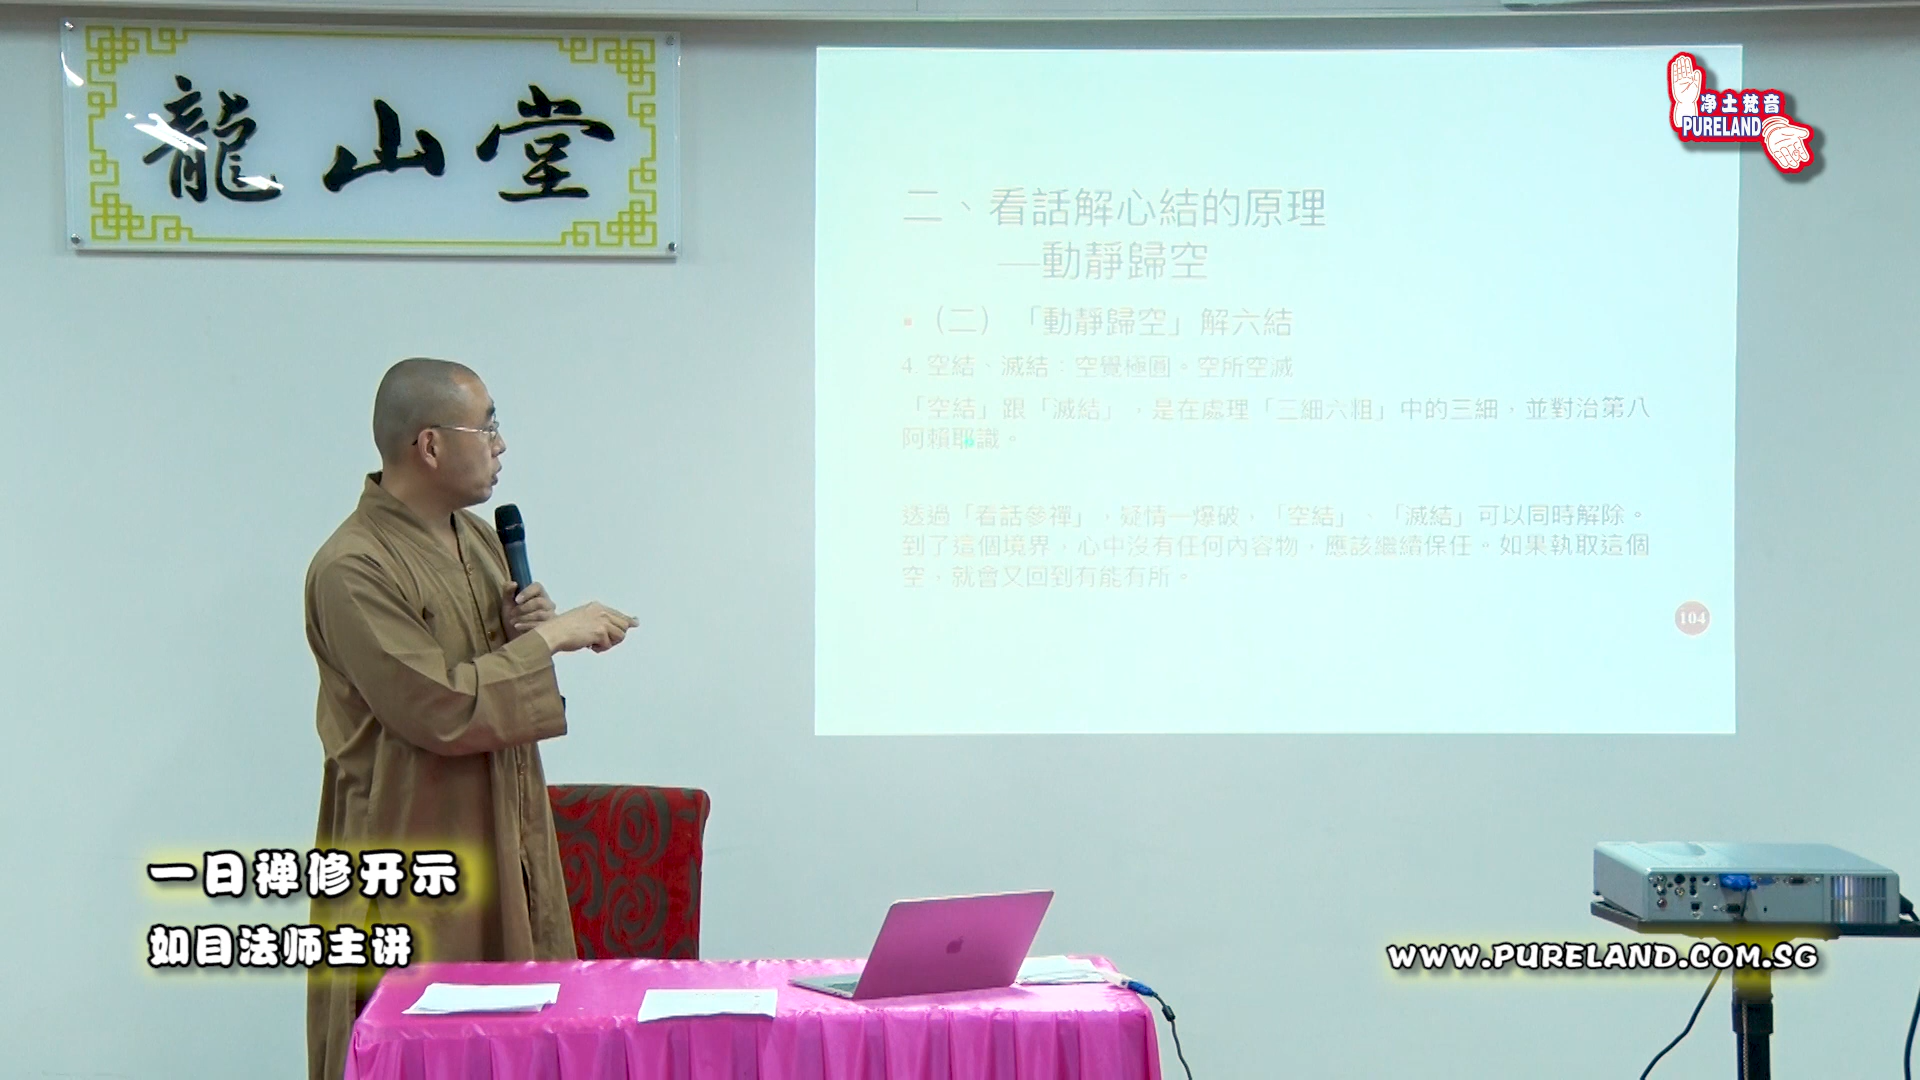 龍山堂
净土梵音
PURELAND
二、看話解心結的原理
—動靜歸空
▪（二）「動靜歸空」解六結
4. 空結、滅結：空覺極圓。空所空滅
「空結」跟「滅結」，是在處理「三細六粗」中的三細，並對治第八
阿賴耶識。
透過「看話參禪」，疑情一爆破，「空結」、「滅結」可以同時解除。
到了這個境界，心中沒有任何內容物，應該繼續保任。如果執取這個
空，就會又回到有能有所。
104
一日禅修开示
如目法师主讲
WWW.PURELAND.COM.SG